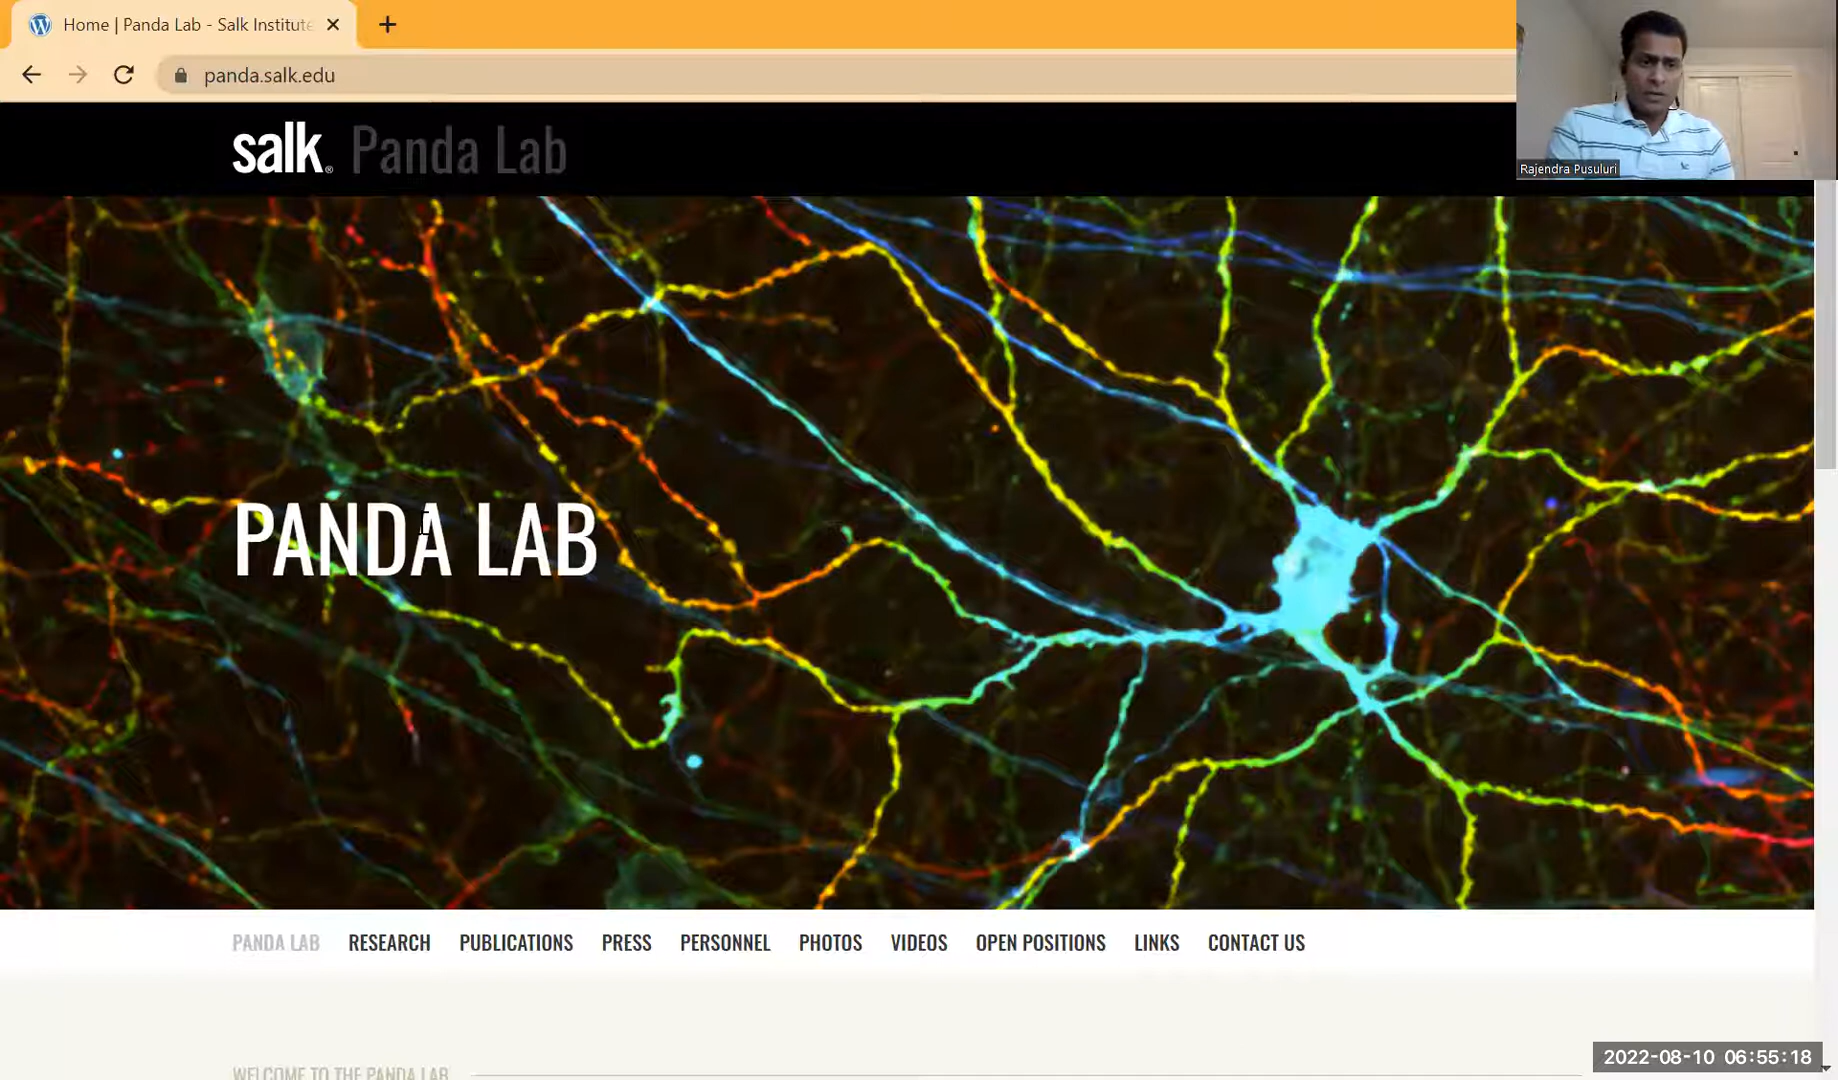 Home | Panda Lab - Salk Institute
panda.salk.edu
salk® Panda Lab
Rajendra Pusuluri
PANDA LAB
PANDA LAB RESEARCH PUBLICATIONS PRESS PERSONNEL PHOTOS VIDEOS OPEN POSITIONS LINKS CONTACT US
WELCOME TO THE PANDA LAB
2022-08-10 06:55:18